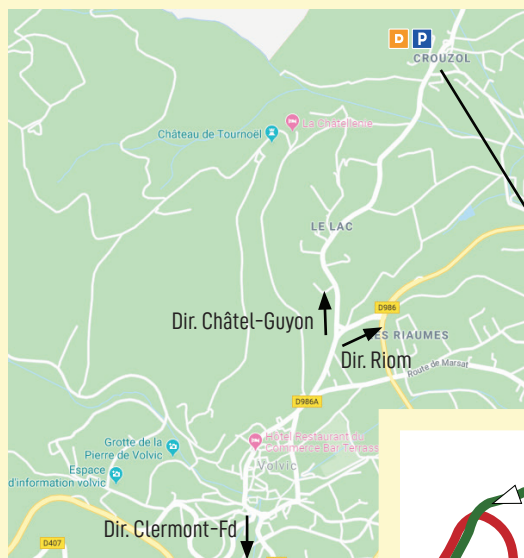 D P
CROUZOL
La Châtellenie
Château de Tournoël
LE LAC
D986
Dir. Châtel-Guyon
LES RIAUMES
Dir. Riom
Route de Marsat
D986A
Hôtel Restaurant du
Commerce Bar Terrass
Grotte de la
Pierre de Volvic
Volvic
Espace
d'information volvic
Dir. Clermont-Fd
D407